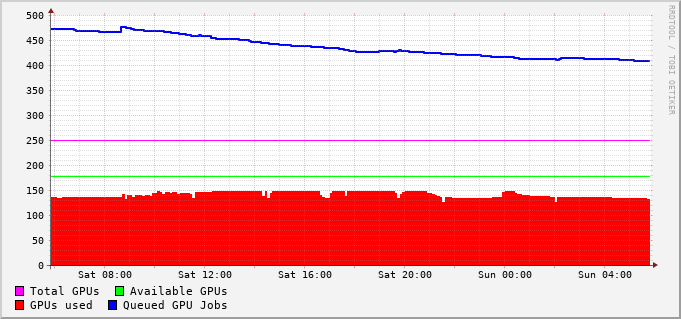 500
450
400
350
300
250
200
150
100
50
0
Sat 08:00 Sat 12:00 Sat 16:00 Sat 20:00 Sun 00:00 Sun 04:00
Total GPUs Available GPUs
GPUs used Queued GPU Jobs
RRDTOOL / TOBI OETIKER